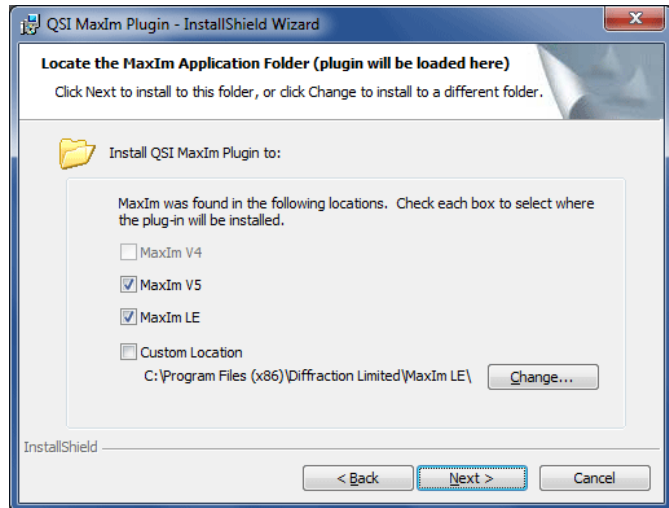 QSI MaxIm Plugin - InstallShield Wizard
Locate the MaxIm Application Folder (plugin will be loaded here)
Click Next to install to this folder, or click Change to install to a different folder.
Install QSI MaxIm Plugin to:
MaxIm was found in the following locations.  Check each box to select where
the plug-in will be installed.
MaxIm V4
MaxIm V5
MaxIm LE
Custom Location
C:\Program Files (x86)\Diffraction Limited\MaxIm LE\ Change...
InstallShield
< Back Next > Cancel